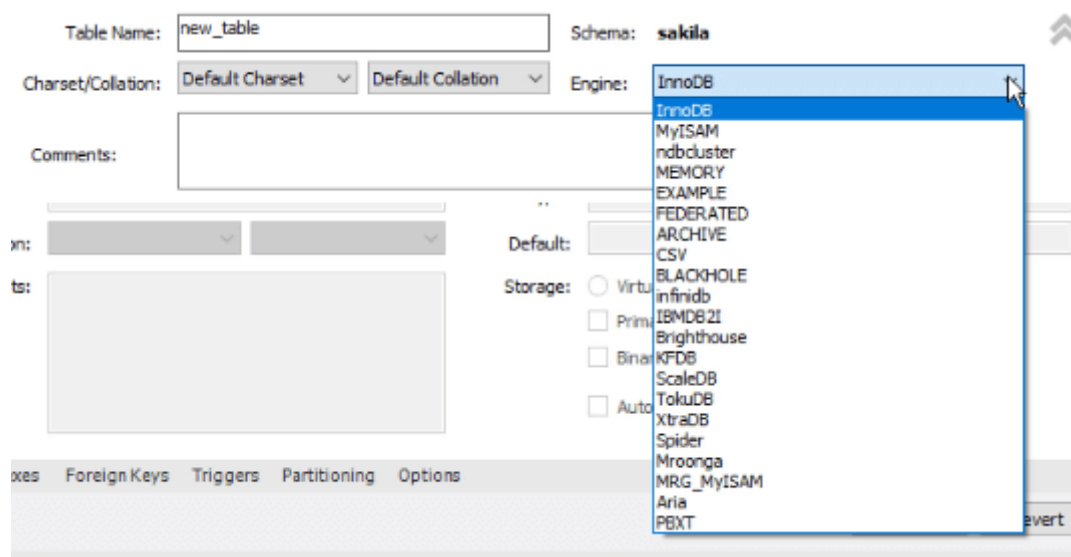 Table Name: new_table Schema: sakila
Charset/Collation: Default Charset Default Collation Engine: InnoDB
InnoDB
MyISAM
Comments:
ndbcluster
MEMORY
EXAMPLE
FEDERATED
ARCHIVE
Default:
CSV
BLACKHOLE
Storage:
infinidb
IBMDB2I
Brighthouse
KFDB
ScaleDB
Auto
TokuDB
XtraDB
Spider
Mroonga
Foreign Keys Triggers Partitioning Options
MRG_MyISAM
Aria
PBXT